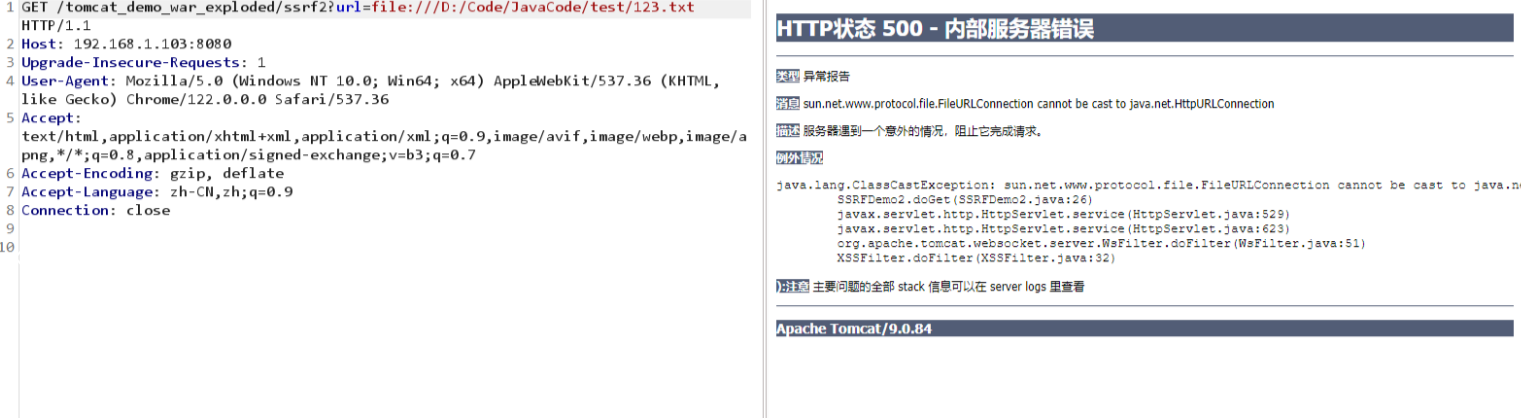 1 GET /tomcat_demo_war_exploded/ssrf2?url=file:///D:/Code/JavaCode/test/123.txt
HTTP/1.1
2 Host: 192.168.1.103:8080
3 Upgrade-Insecure-Requests: 1
4 User-Agent: Mozilla/5.0 (Windows NT 10.0; Win64; x64) AppleWebKit/537.36 (KHTML,
like Gecko) Chrome/122.0.0.0 Safari/537.36
5 Accept:
text/html,application/xhtml+xml,application/xml;q=0.9,image/avif,image/webp,image/a
png,*/*;q=0.8,application/signed-exchange;v=b3;q=0.7
6 Accept-Encoding: gzip, deflate
7 Accept-Language: zh-CN,zh;q=0.9
8 Connection: close
9
10
HTTP状态 500 - 内部服务器错误
类型 异常报告
消息 sun.net.www.protocol.file.FileURLConnection cannot be cast to java.net.HttpURLConnection
描述 服务器遇到一个意外的情况，阻止它完成请求。
例外情况
java.lang.ClassCastException: sun.net.www.protocol.file.FileURLConnection cannot be cast to java.ne
SSRFDemo2.doGet(SSRFDemo2.java:26)
javax.servlet.http.HttpServlet.service(HttpServlet.java:529)
javax.servlet.http.HttpServlet.service(HttpServlet.java:623)
org.apache.tomcat.websocket.server.WsFilter.doFilter(WsFilter.java:51)
XSSFilter.doFilter(XSSFilter.java:32)
):注意 主要问题的全部 stack 信息可以在 server logs 里查看
Apache Tomcat/9.0.84